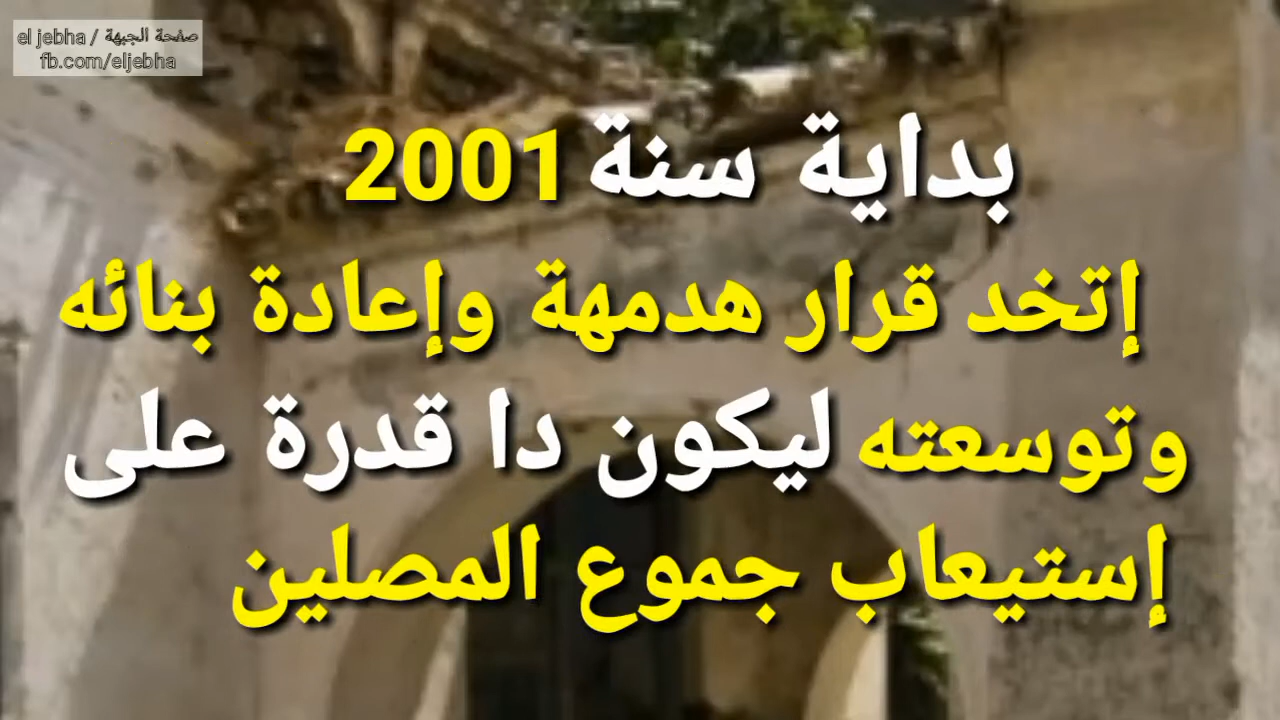 el jebha / صفحة الجبهة
fb.com/eljebha
بداية سنة 2001
إتخد قرار هدمهة وإعادة بنائه
وتوسعته ليكون دا قدرة على
إستيعاب جموع المصلين